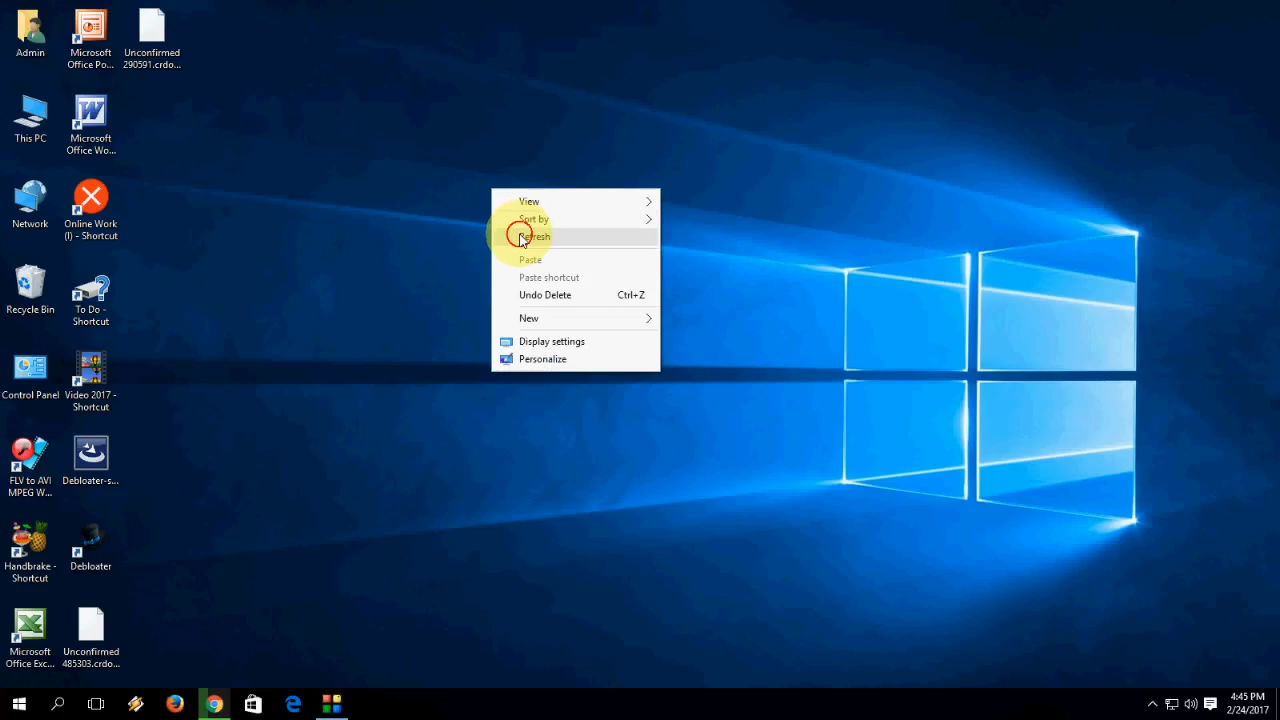 Admin
Microsoft
Office Po...
Unconfirmed
290591.crdo...
This PC
Microsoft
Office Wo...
Network
Online Work
(I) - Shortcut
Recycle Bin
To Do -
Shortcut
Control Panel
Video 2017 -
Shortcut
FLV to AVI
MPEG W...
Debloater-s...
Handbrake -
Shortcut
Debloater
Microsoft
Office Exc...
Unconfirmed
485303.crdo...
View
Sort by
Refresh
Paste
Paste shortcut
Undo Delete Ctrl+Z
New
Display settings
Personalize
4:45 PM
2/24/2017